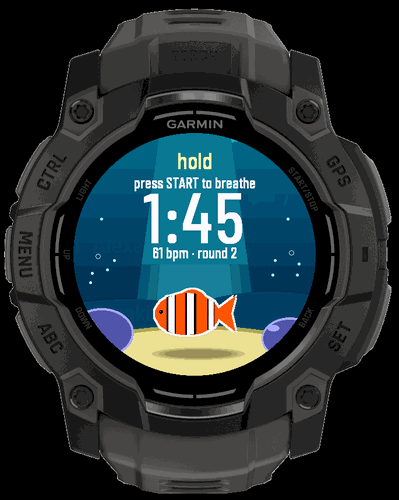 GARMIN
CTRL
LIGHT
GPS
START/STOP
hold
press START to breathe
1:45
61 bpm · round 2
MENU
UP
ABC
DOWN
BACK
SET